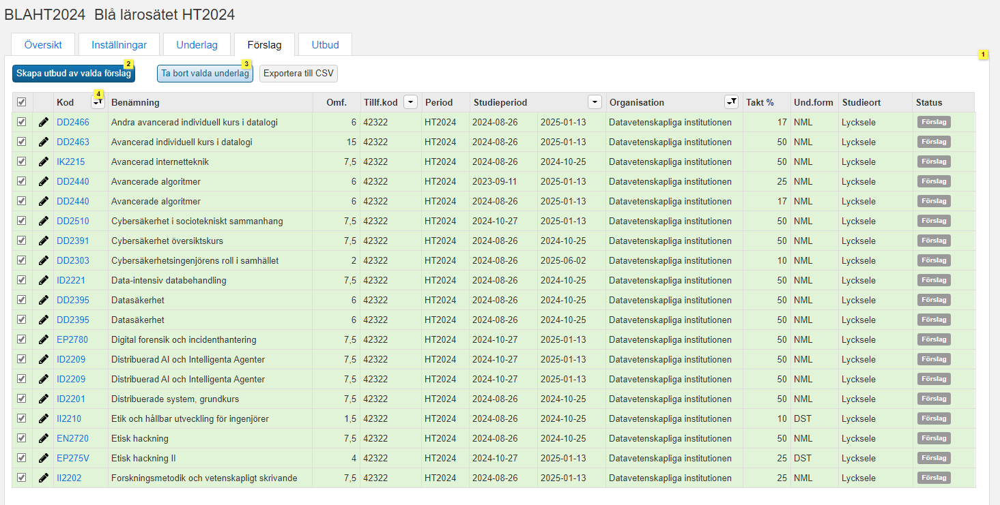 BLAHT2024 Blå lärosätet HT2024
Översikt Inställningar Underlag Förslag Utbud
1
2 3
Skapa utbud av valda förslag Ta bort valda underlag Exportera till CSV
4
Kod Benämning Omf. Tillf.kod Period Studieperiod Organisation Takt % Und.form Studieort Status
DD2466 Andra avancerad individuell kurs i datalogi 6 42322 HT2024 2024-08-26 2025-01-13 Datavetenskapliga institutionen 17 NML Lycksele Förslag
DD2463 Avancerad individuell kurs i datalogi 15 42322 HT2024 2024-08-26 2025-01-13 Datavetenskapliga institutionen 50 NML Lycksele Förslag
IK2215 Avancerad internetteknik 7,5 42322 HT2024 2024-08-26 2024-10-25 Datavetenskapliga institutionen 50 NML Lycksele Förslag
DD2440 Avancerade algoritmer 6 42322 HT2024 2023-09-11 2025-01-13 Datavetenskapliga institutionen 25 NML Lycksele Förslag
DD2440 Avancerade algoritmer 6 42322 HT2024 2024-08-26 2025-01-13 Datavetenskapliga institutionen 17 NML Lycksele Förslag
DD2510 Cybersäkerhet i sociotekniskt sammanhang 7,5 42322 HT2024 2024-10-27 2025-01-13 Datavetenskapliga institutionen 50 NML Lycksele Förslag
DD2391 Cybersäkerhet översiktskurs 7,5 42322 HT2024 2024-08-26 2024-10-25 Datavetenskapliga institutionen 50 NML Lycksele Förslag
DD2303 Cybersäkerhetsingenjörens roll i samhället 2 42322 HT2024 2024-08-26 2025-06-02 Datavetenskapliga institutionen 10 NML Lycksele Förslag
ID2221 Data-intensiv databehandling 7,5 42322 HT2024 2024-08-26 2024-10-25 Datavetenskapliga institutionen 50 NML Lycksele Förslag
DD2395 Datasäkerhet 6 42322 HT2024 2024-08-26 2024-10-25 Datavetenskapliga institutionen 50 NML Lycksele Förslag
DD2395 Datasäkerhet 6 42322 HT2024 2024-08-26 2024-10-25 Datavetenskapliga institutionen 50 NML Lycksele Förslag
EP2780 Digital forensik och incidenthantering 7,5 42322 HT2024 2024-10-27 2025-01-13 Datavetenskapliga institutionen 50 NML Lycksele Förslag
ID2209 Distribuerad AI och Intelligenta Agenter 7,5 42322 HT2024 2024-10-27 2025-01-13 Datavetenskapliga institutionen 50 NML Lycksele Förslag
ID2209 Distribuerad AI och Intelligenta Agenter 7,5 42322 HT2024 2024-10-27 2025-01-13 Datavetenskapliga institutionen 50 NML Lycksele Förslag
ID2201 Distribuerade system, grundkurs 7,5 42322 HT2024 2024-08-26 2024-10-25 Datavetenskapliga institutionen 50 NML Lycksele Förslag
II2210 Etik och hållbar utveckling för ingenjörer 1,5 42322 HT2024 2024-08-26 2024-10-25 Datavetenskapliga institutionen 10 DST Lycksele Förslag
EN2720 Etisk hackning 7,5 42322 HT2024 2024-08-26 2024-10-25 Datavetenskapliga institutionen 50 NML Lycksele Förslag
EP275V Etisk hackning II 4 42322 HT2024 2024-10-27 2025-01-13 Datavetenskapliga institutionen 25 DST Lycksele Förslag
II2202 Forskningsmetodik och vetenskapligt skrivande 7,5 42322 HT2024 2024-08-26 2025-01-13 Datavetenskapliga institutionen 25 NML Lycksele Förslag